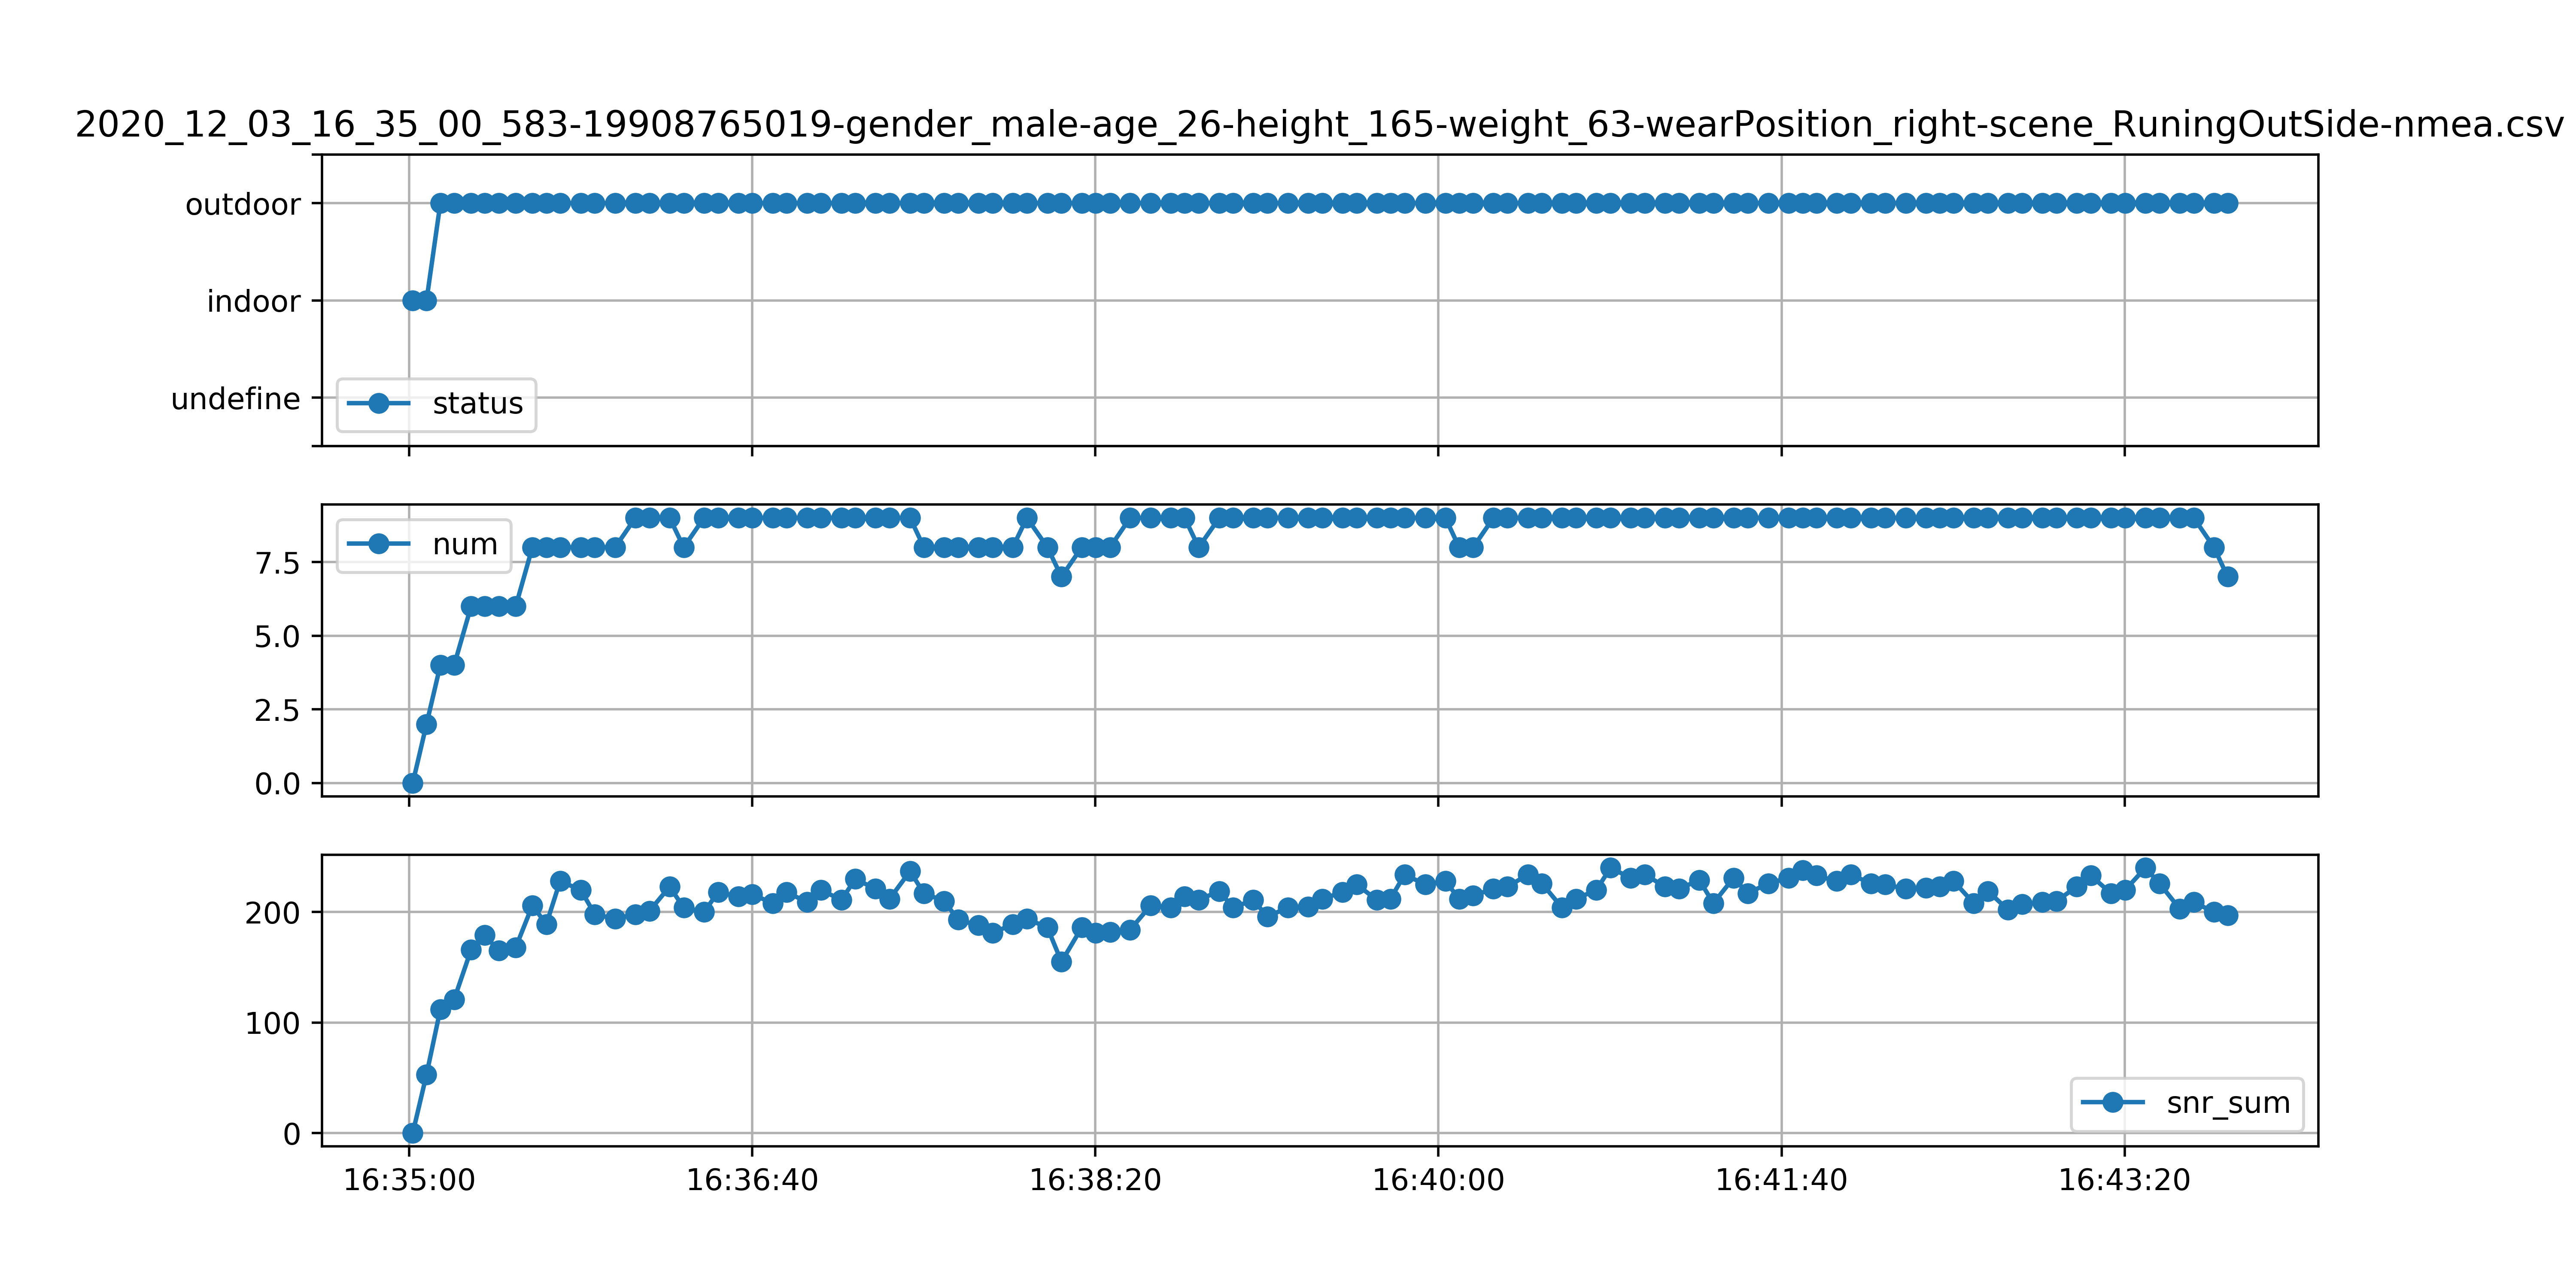 2020_12_03_16_35_00_583-19908765019-gender_male-age_26-height_165-weight_63-wearPosition_right-scene_RuningOutSide-nmea.csv
outdoor
indoor
undefine
status
num
7.5
5.0
2.5
0.0
200
100
0
snr_sum
16:35:00 16:36:40 16:38:20 16:40:00 16:41:40 16:43:20